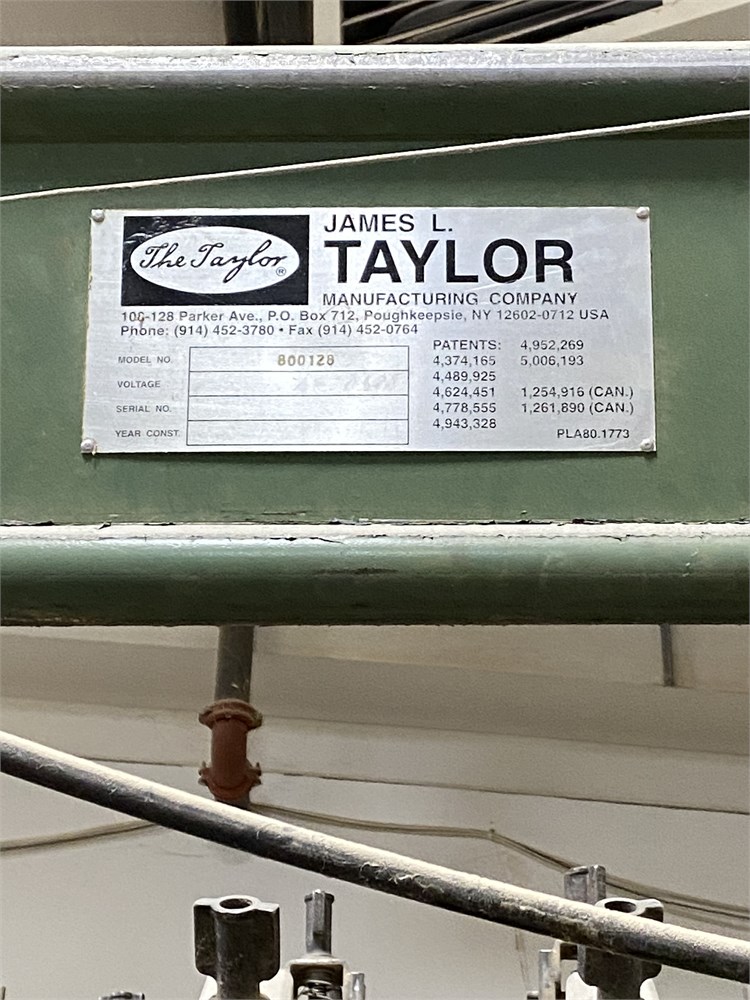 The Taylor ®
JAMES L.
TAYLOR
MANUFACTURING COMPANY
Parker Ave., P.O. Box 712, Poughkeepsie, NY 12602-0712 USA
Phone: (914) 452-3780 • Fax (914) 452-0764
MODEL NO. 800128
VOLTAGE
SERIAL NO.
YEAR CONST.
PATENTS: 4,952,269
4,374,165 5,006,193
4,489,925
4,624,451 1,254,916 (CAN.)
4,778,555 1,261,890 (CAN.)
4,943,328
PLA80.1773